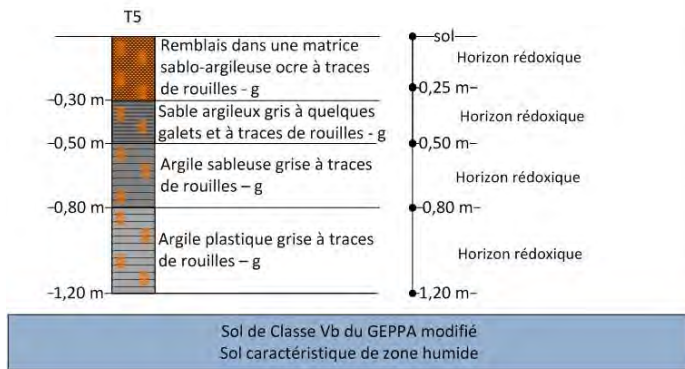 T5
Remblais dans une matrice
sablo-argileuse ocre à traces
de rouilles - g
–0,30 m–
Sable argileux gris à quelques
galets et à traces de rouilles - g
–0,50 m–
Argile sableuse grise à traces
de rouilles – g
–0,80 m–
Argile plastique grise à traces
de rouilles – g
–1,20 m–
sol–
Horizon rédoxique
0,25 m–
Horizon rédoxique
0,50 m–
Horizon rédoxique
0,80 m–
Horizon rédoxique
1,20 m–
Sol de Classe Vb du GEPPA modifié
Sol caractéristique de zone humide